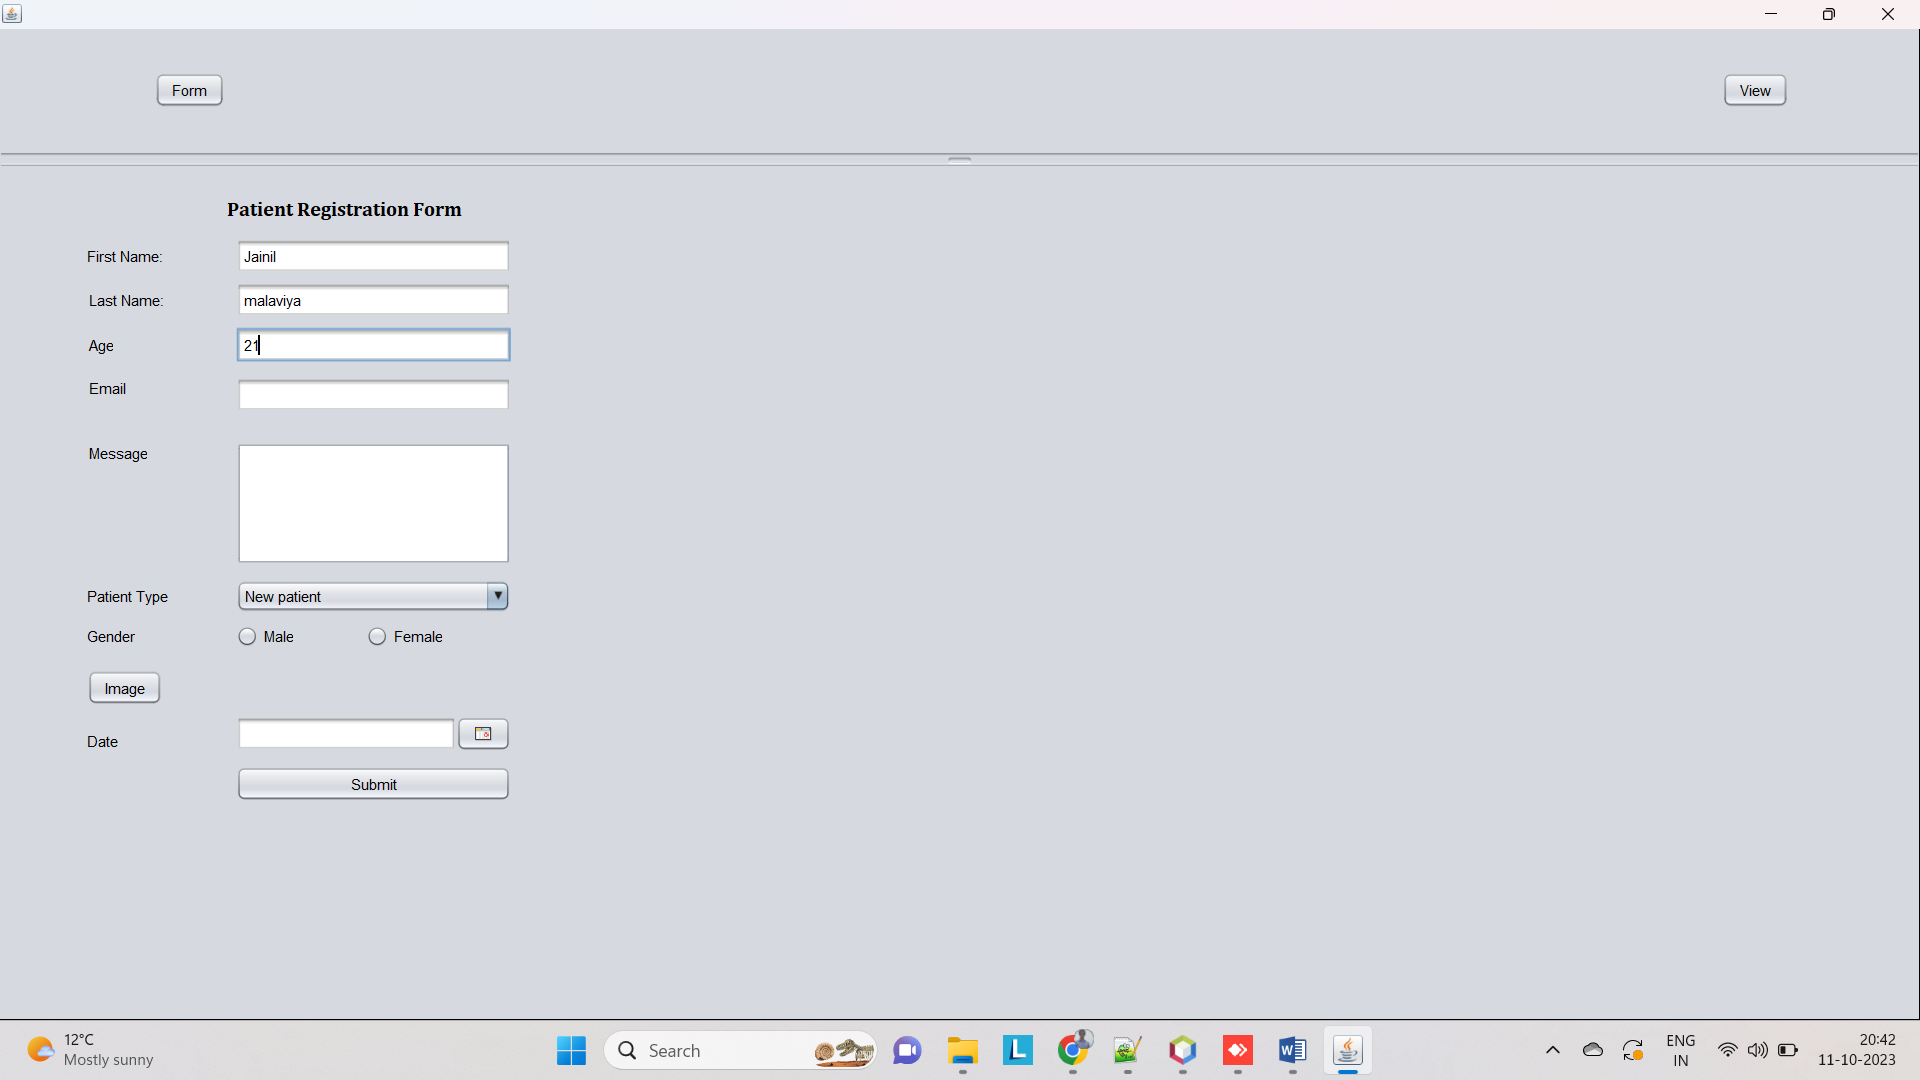 Form
View
Patient Registration Form
First Name:
Jainil
Last Name:
malaviya
Age
21
Email
Message
Patient Type
New patient
Gender
Male
Female
Image
Date
Submit
12°C
Mostly sunny
Search
L
W
ENG
IN
20:42
11-10-2023